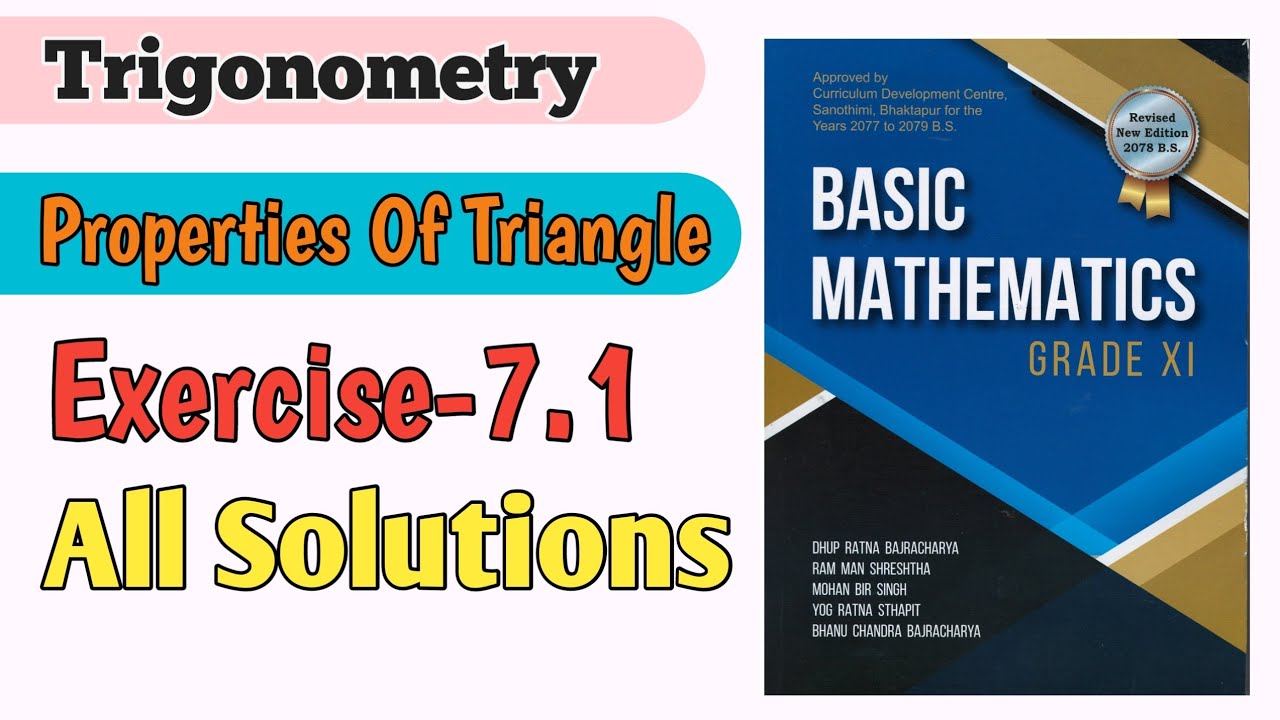 Trigonometry
Properties Of Triangle
Exercise-7.1
All Solutions
Approved by
Curriculum Development Centre,
Sanothimi, Bhaktapur for the
Years 2077 to 2079 B.S.
Revised
New Edition
2078 B.S.
BASIC
MATHEMATICS
GRADE XI
DHUP RATNA BAJRACHARYA
RAM MAN SHRESHTHA
MOHAN BIR SINGH
YOG RATNA STHAPIT
BHANU CHANDRA BAJRACHARYA